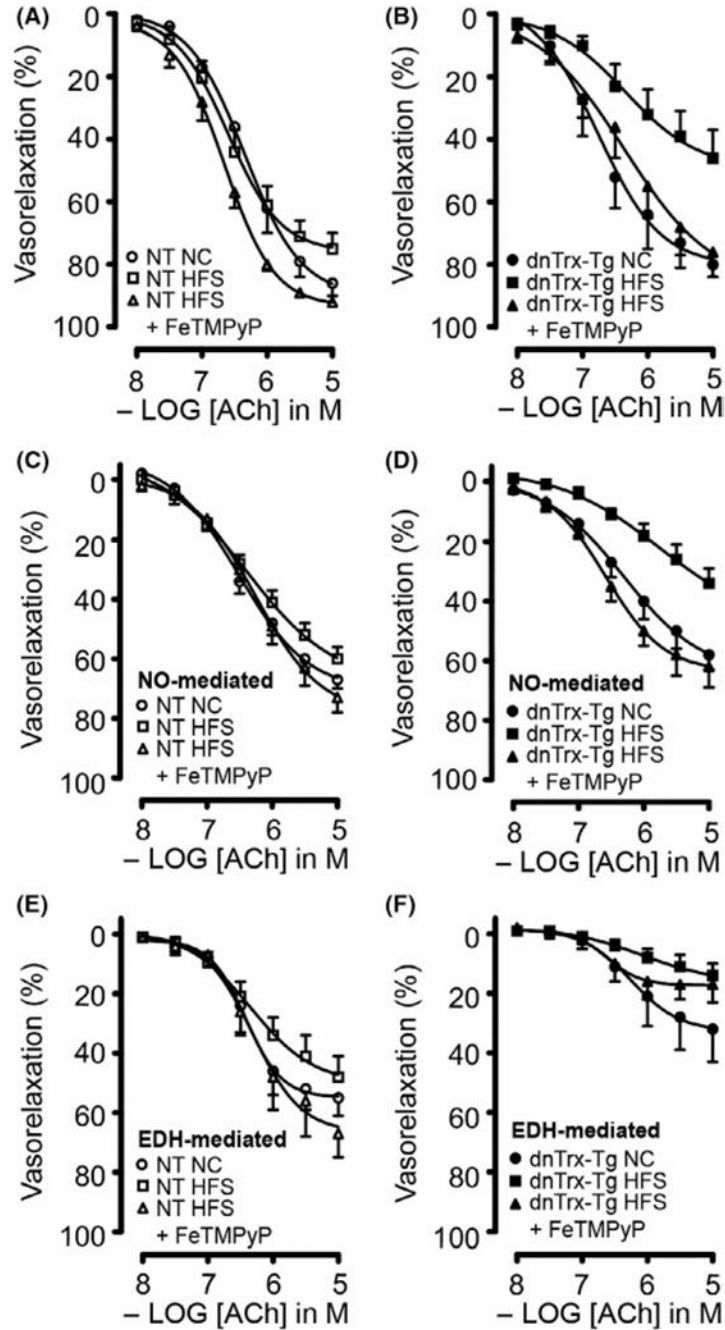 (A)
Vasorelaxation (%)
0
20
40
60
80
100
NT NC
NT HFS
NT HFS
+ FeTMPyP
8 7 6 5
– LOG [ACh] in M
(B)
Vasorelaxation (%)
0
20
40
60
80
100
dnTrx-Tg NC
dnTrx-Tg HFS
dnTrx-Tg HFS
+ FeTMPyP
8 7 6 5
– LOG [ACh] in M
(C)
Vasorelaxation (%)
0
20
40
60
80
100
NO-mediated
NT NC
NT HFS
NT HFS
+ FeTMPyP
8 7 6 5
– LOG [ACh] in M
(D)
Vasorelaxation (%)
0
20
40
60
80
100
NO-mediated
dnTrx-Tg NC
dnTrx-Tg HFS
dnTrx-Tg HFS
+ FeTMPyP
8 7 6 5
– LOG [ACh] in M
(E)
Vasorelaxation (%)
0
20
40
60
80
100
EDH-mediated
NT NC
NT HFS
NT HFS
+ FeTMPyP
8 7 6 5
– LOG [ACh] in M
(F)
Vasorelaxation (%)
0
20
40
60
80
100
EDH-mediated
dnTrx-Tg NC
dnTrx-Tg HFS
dnTrx-Tg HFS
+ FeTMPyP
8 7 6 5
– LOG [ACh] in M